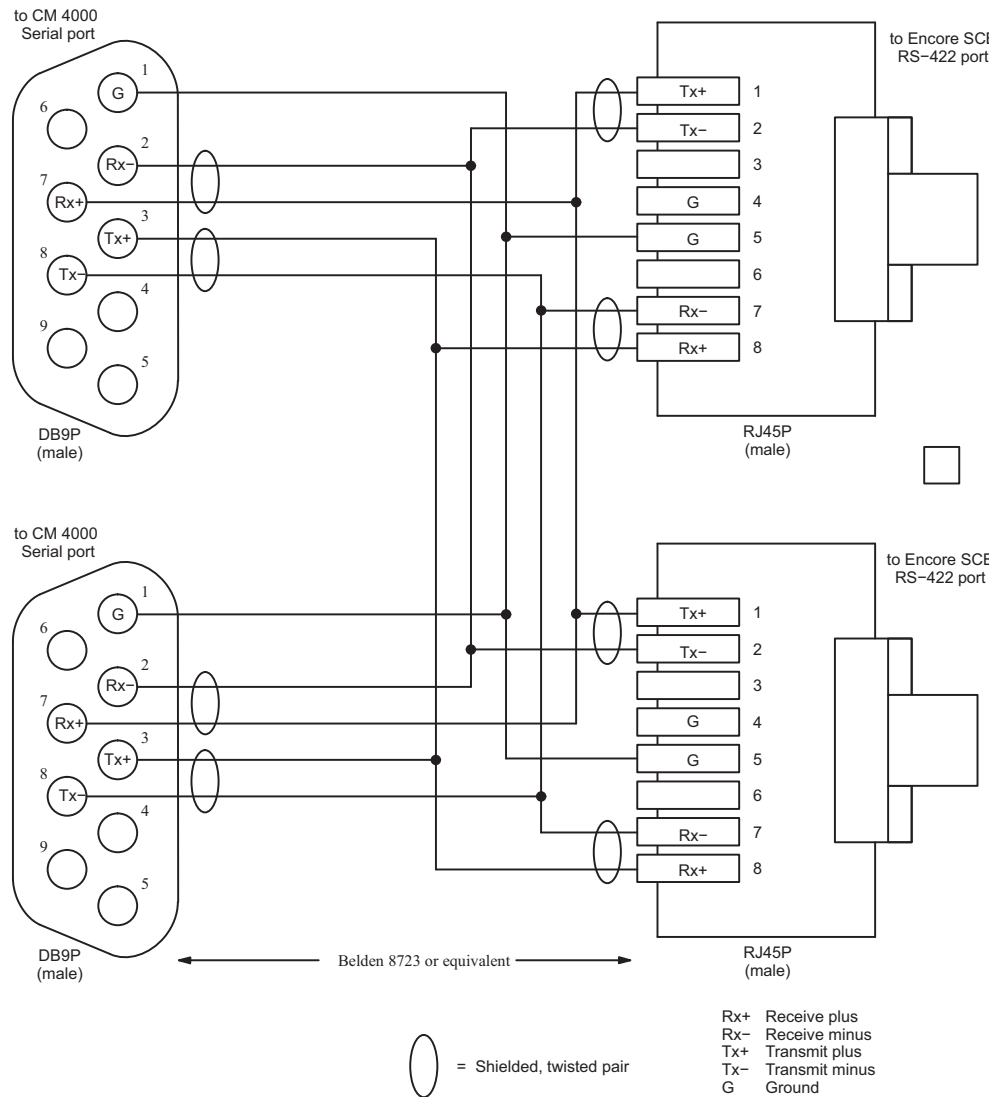 to CM 4000
Serial port
1
G
6
2
Rx−
7
Rx+
3
Tx+
8
Tx−
4
9
5
DB9P
(male)
to Encore SCE
RS−422 port
Tx+ 1
Tx− 2
3
G 4
G 5
6
Rx− 7
Rx+ 8
RJ45P
(male)
to CM 4000
Serial port
1
G
6
2
Rx−
7
Rx+
3
Tx+
8
Tx−
4
9
5
DB9P
(male)
to Encore SCE
RS−422 port
Tx+ 1
Tx− 2
3
G 4
G 5
6
Rx− 7
Rx+ 8
RJ45P
(male)
Belden 8723 or equivalent
= Shielded, twisted pair
Rx+ Receive plus
Rx− Receive minus
Tx+ Transmit plus
Tx− Transmit minus
G Ground